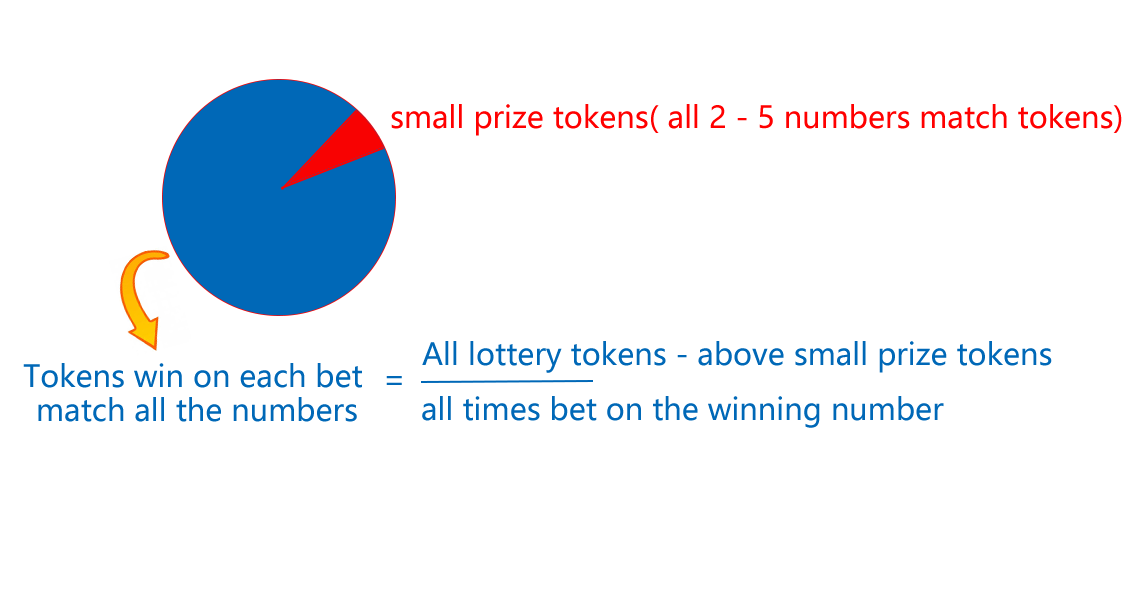 small prize tokens( all 2 - 5 numbers match tokens)
Tokens win on each bet
match all the numbers
=
All lottery tokens - above small prize tokens
all times bet on the winning number